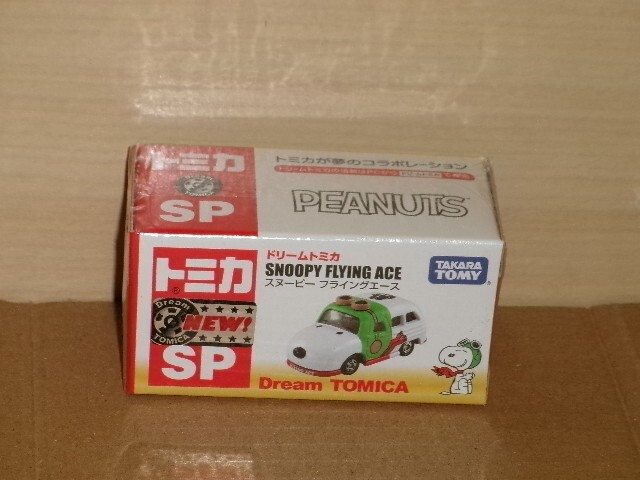 トミカ
SP
トミカが夢のコラボレーション
PEANUTS
トミカ
Dream
NEW!
TOMICA
SP
ドリームトミカ
SNOOPY FLYING ACE
スヌーピー フライングエース
TAKARA
TOMY
Dream TOMICA